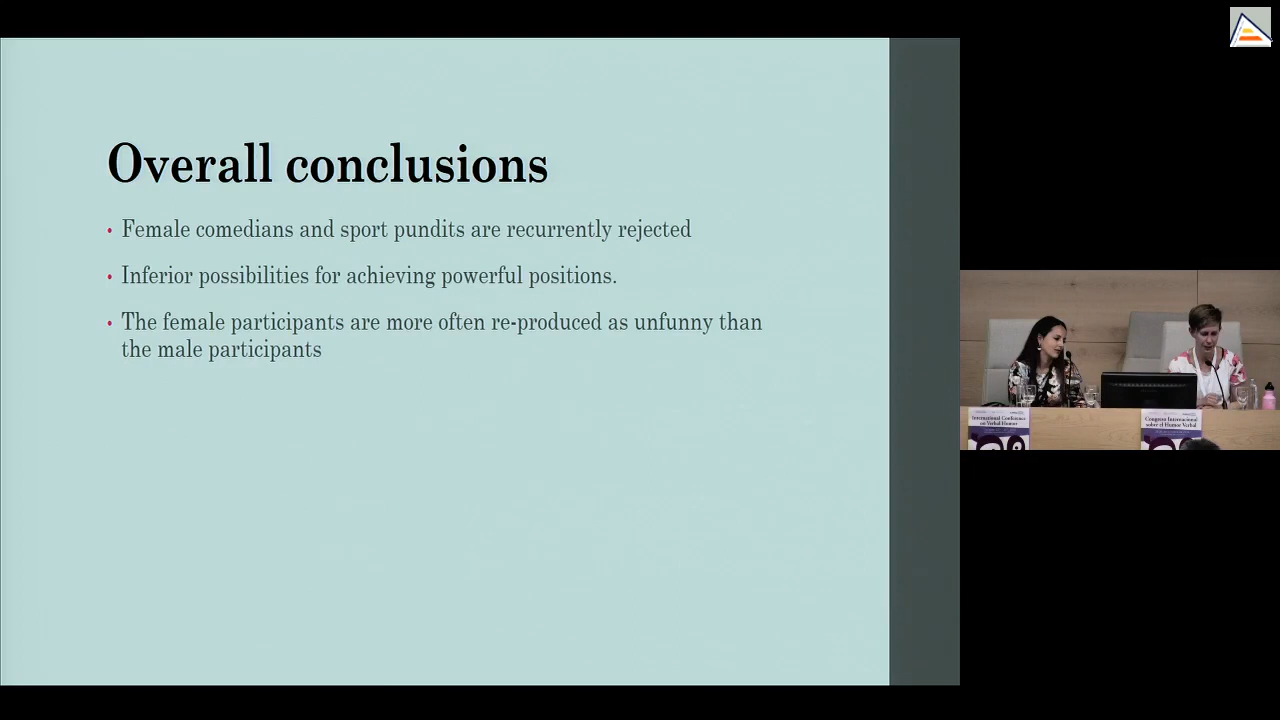 Overall conclusions
• Female comedians and sport pundits are recurrently rejected
• Inferior possibilities for achieving powerful positions.
• The female participants are more often re-produced as unfunny than
the male participants
International Conference
on Verbal Humor
Congreso Internacional
sobre el Humor Verbal